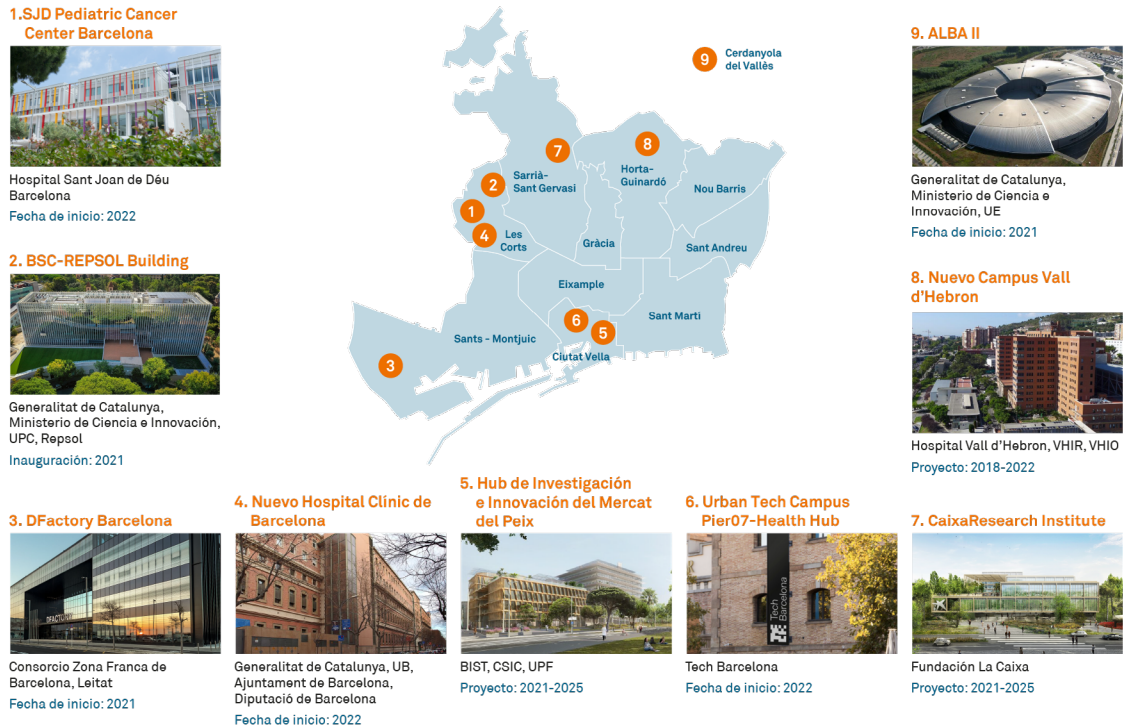 1.SJD Pediatric Cancer
Center Barcelona
Hospital Sant Joan de Déu
Barcelona
Fecha de inicio: 2022
2. BSC-REPSOL Building
Generalitat de Catalunya,
Ministerio de Ciencia e Innovación,
UPC, Repsol
Inauguración: 2021
3. DFactory Barcelona
DFACTORY
Consorcio Zona Franca de
Barcelona, Leitat
Fecha de inicio: 2021
4. Nuevo Hospital Clínic de
Barcelona
Generalitat de Catalunya, UB,
Ajuntament de Barcelona,
Diputació de Barcelona
Fecha de inicio: 2022
5. Hub de Investigación
e Innovación del Mercat
del Peix
BIST, CSIC, UPF
Proyecto: 2021-2025
6. Urban Tech Campus
Pier07-Health Hub
Tech
Barcelona
Tech Barcelona
Fecha de inicio: 2022
7. CaixaResearch Institute
Fundación La Caixa
Proyecto: 2021-2025
8. Nuevo Campus Vall
d'Hebron
Hospital Vall d'Hebron, VHIR, VHIO
Proyecto: 2018-2022
9. ALBA II
Generalitat de Catalunya,
Ministerio de Ciencia e
Innovación, UE
Fecha de inicio: 2021
9
Cerdanyola
del Vallès
7
8
Sarrià-
Sant Gervasi
Horta-
Guinardó
Nou Barris
2
1
4
Les
Corts
Gràcia
Sant Andreu
Eixample
Sant Martí
6
5
Sants - Montjuic
Ciutat Vella
3